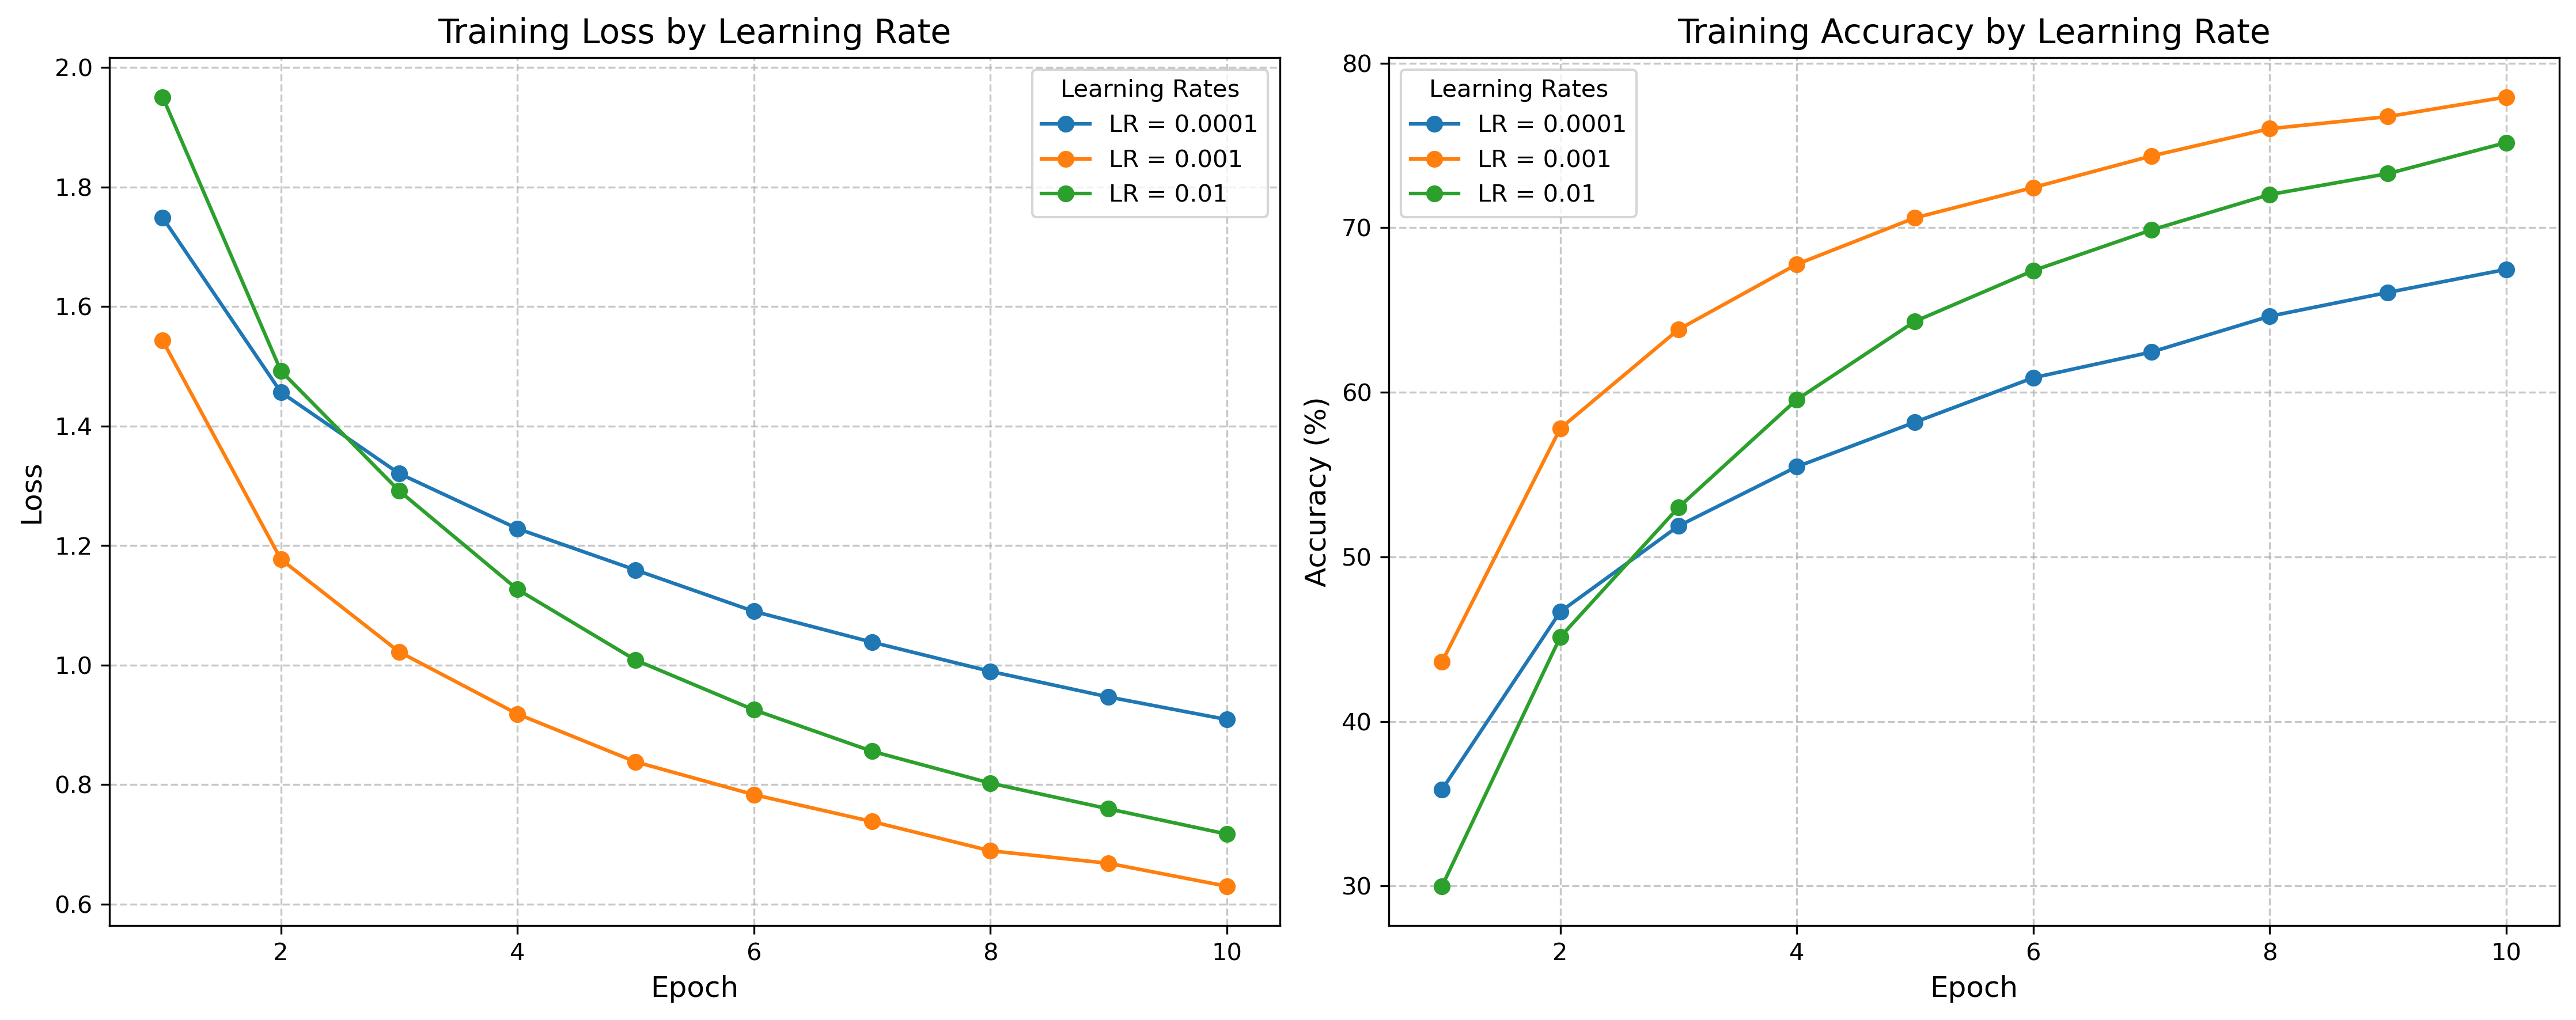 Training Loss by Learning Rate
2.0
1.8
1.6
1.4
1.2
1.0
0.8
0.6
Loss
Learning Rates
LR = 0.0001
LR = 0.001
LR = 0.01
2 4 6 8 10
Epoch
Training Accuracy by Learning Rate
80
70
60
50
40
30
Accuracy (%)
Learning Rates
LR = 0.0001
LR = 0.001
LR = 0.01
2 4 6 8 10
Epoch